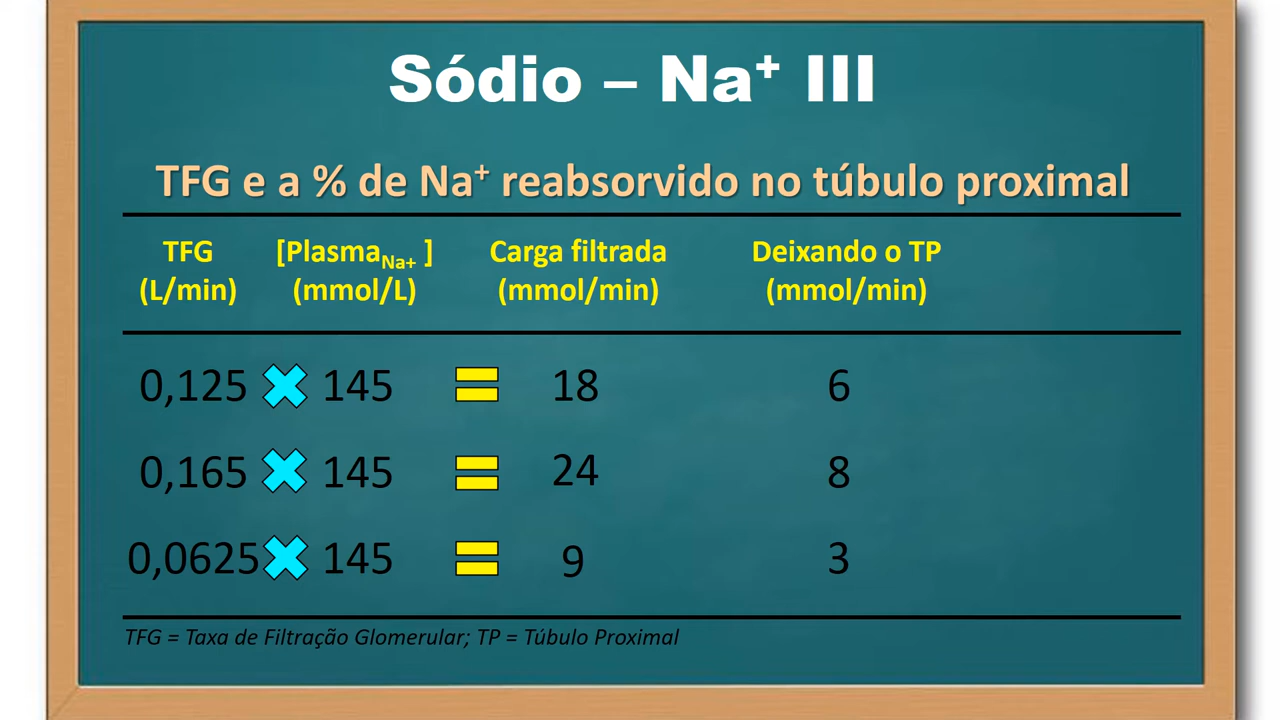 Sódio – Na⁺ III
TFG e a % de Na⁺ reabsorvido no túbulo proximal
TFG [Plasma Na+ ] Carga filtrada Deixando o TP
(L/min) (mmol/L) (mmol/min) (mmol/min)
0,125 × 145 = 18 6
0,165 × 145 = 24 8
0,0625 × 145 = 9 3
TFG = Taxa de Filtração Glomerular; TP = Túbulo Proximal